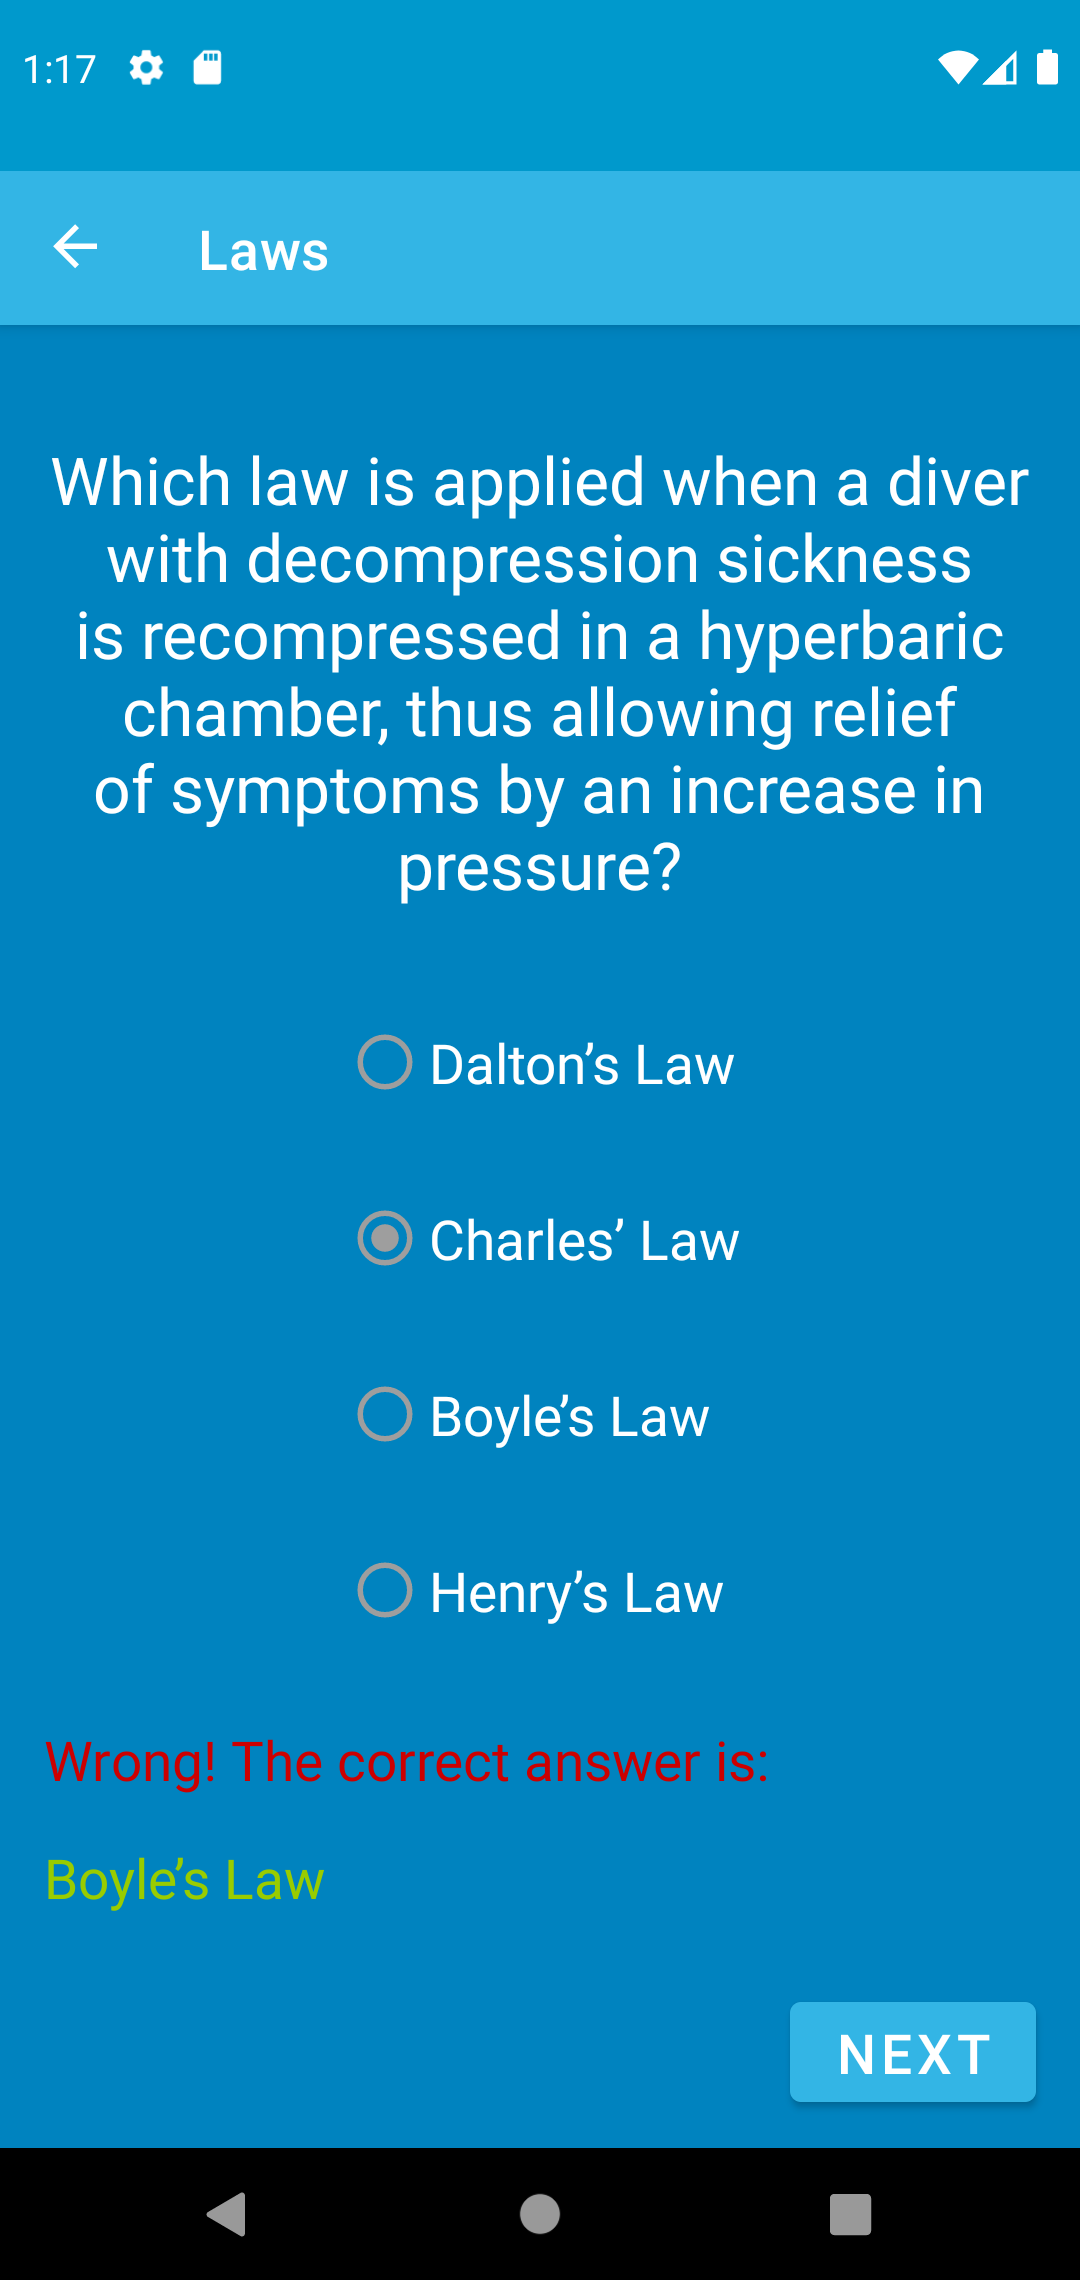 1:17
Laws
Which law is applied when a diver
with decompression sickness
is recompressed in a hyperbaric
chamber, thus allowing relief
of symptoms by an increase in
pressure?
Dalton’s Law
Charles’ Law
Boyle’s Law
Henry’s Law
Wrong! The correct answer is:
Boyle’s Law
NEXT